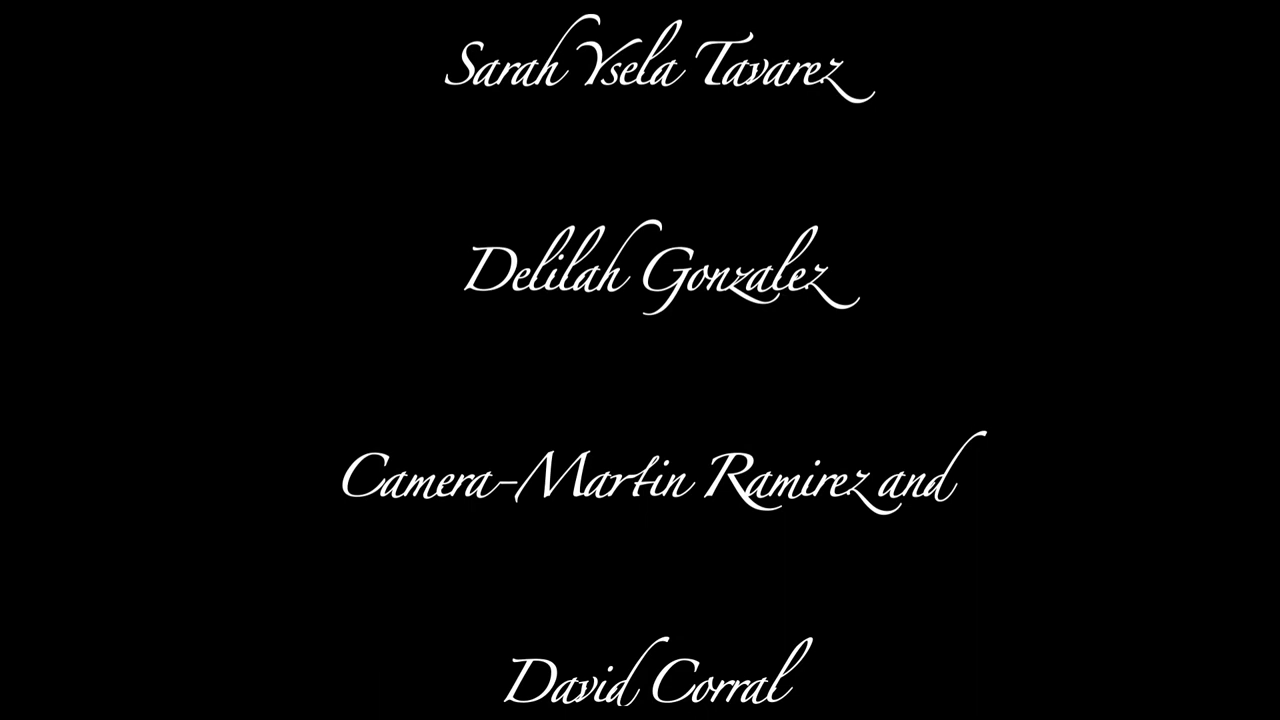 Sarah Ysela Tavarez
Delilah Gonzalez
Camera-Martin Ramirez and
David Corral